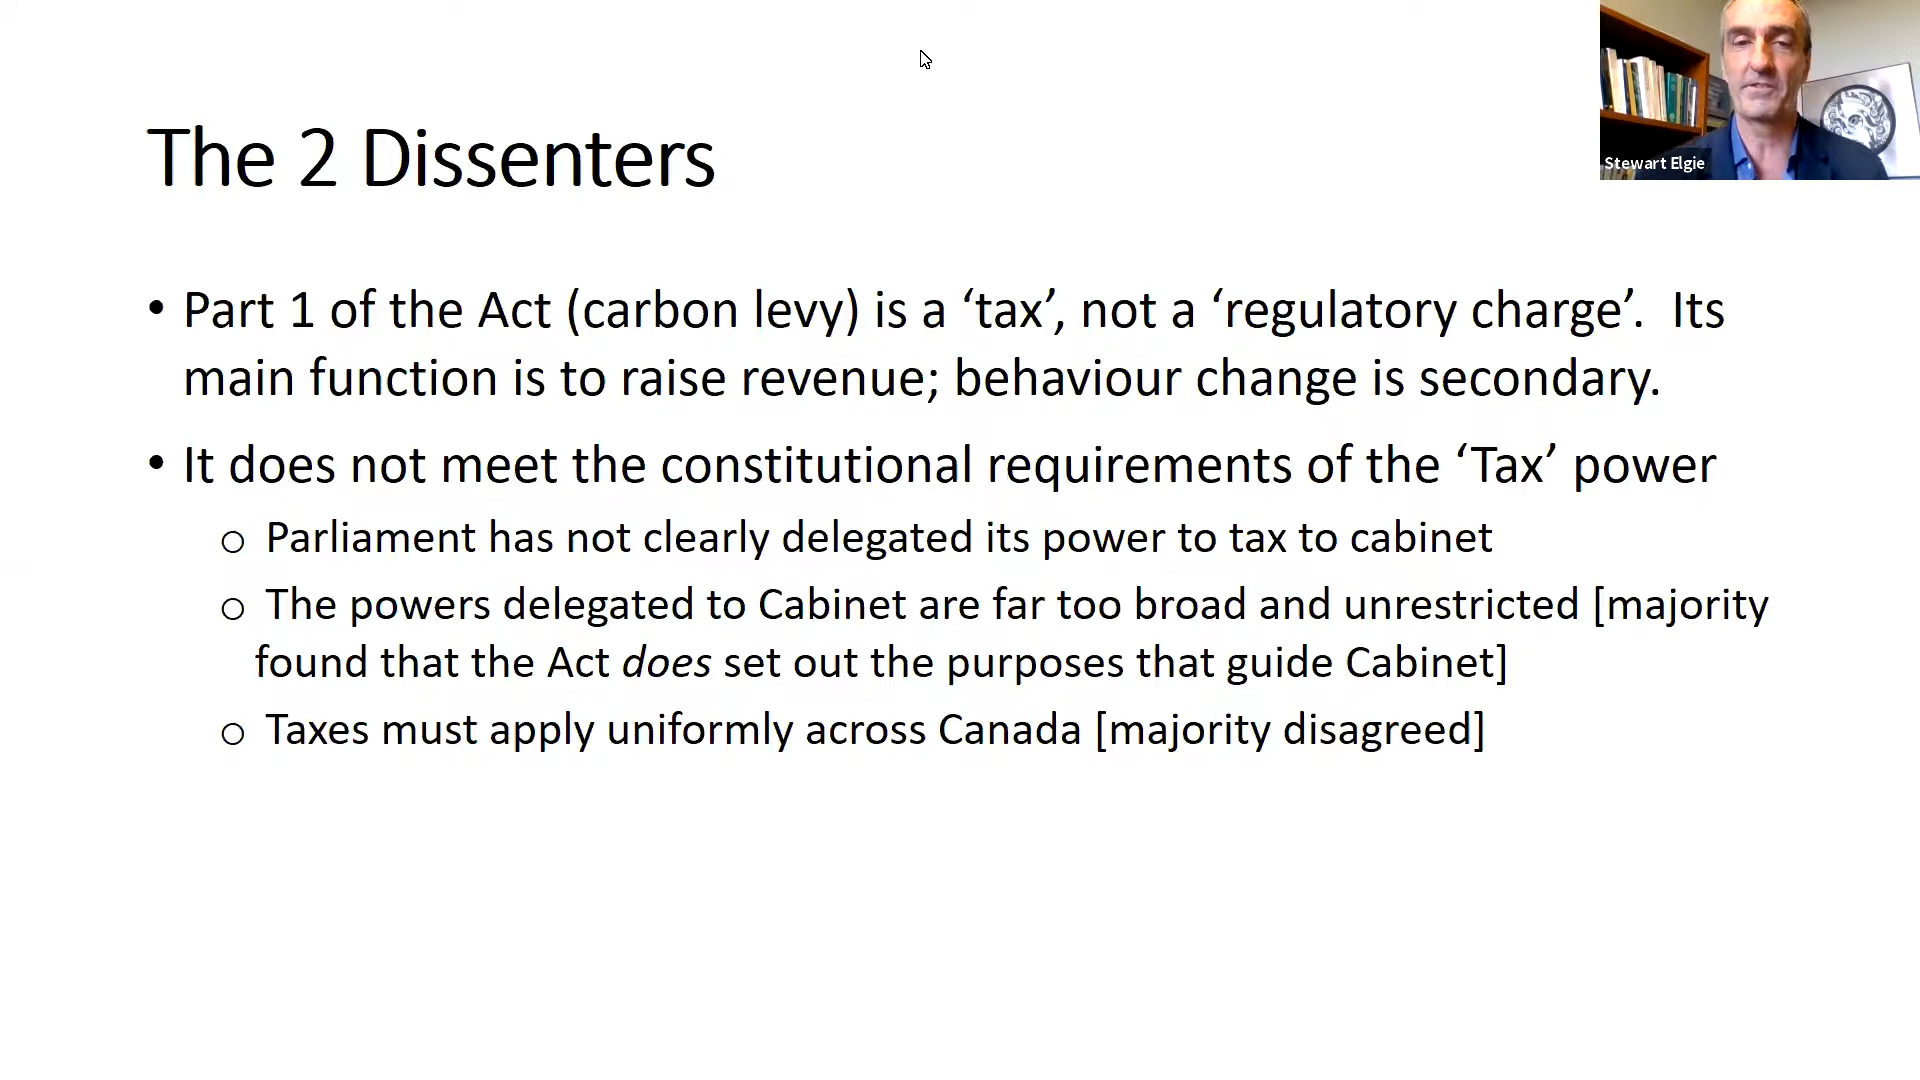 The 2 Dissenters
Stewart Elgie
• Part 1 of the Act (carbon levy) is a ‘tax’, not a ‘regulatory charge’.  Its
main function is to raise revenue; behaviour change is secondary.
• It does not meet the constitutional requirements of the ‘Tax’ power
o Parliament has not clearly delegated its power to tax to cabinet
o The powers delegated to Cabinet are far too broad and unrestricted [majority
found that the Act does set out the purposes that guide Cabinet]
o Taxes must apply uniformly across Canada [majority disagreed]